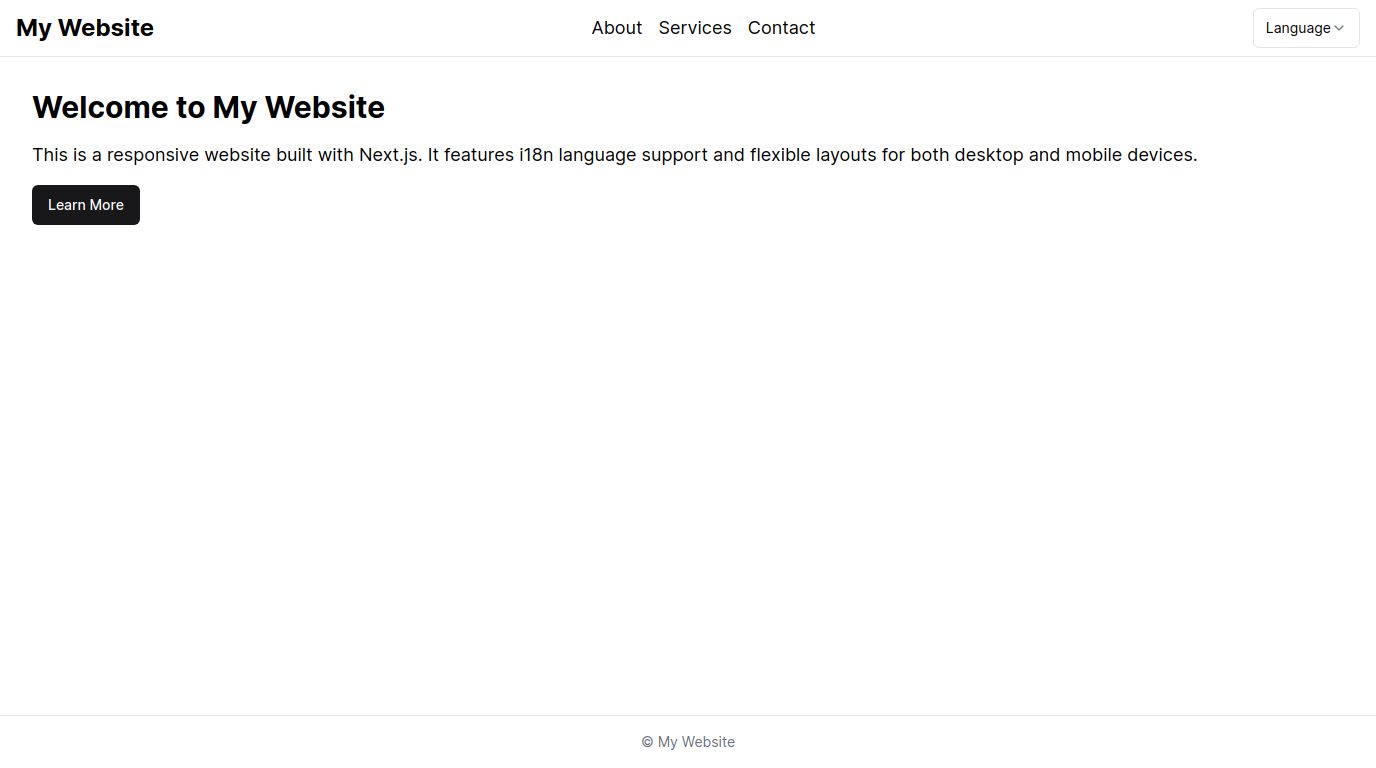 My Website
About Services Contact
Language
Welcome to My Website
This is a responsive website built with Next.js. It features i18n language support and flexible layouts for both desktop and mobile devices.
Learn More
© My Website